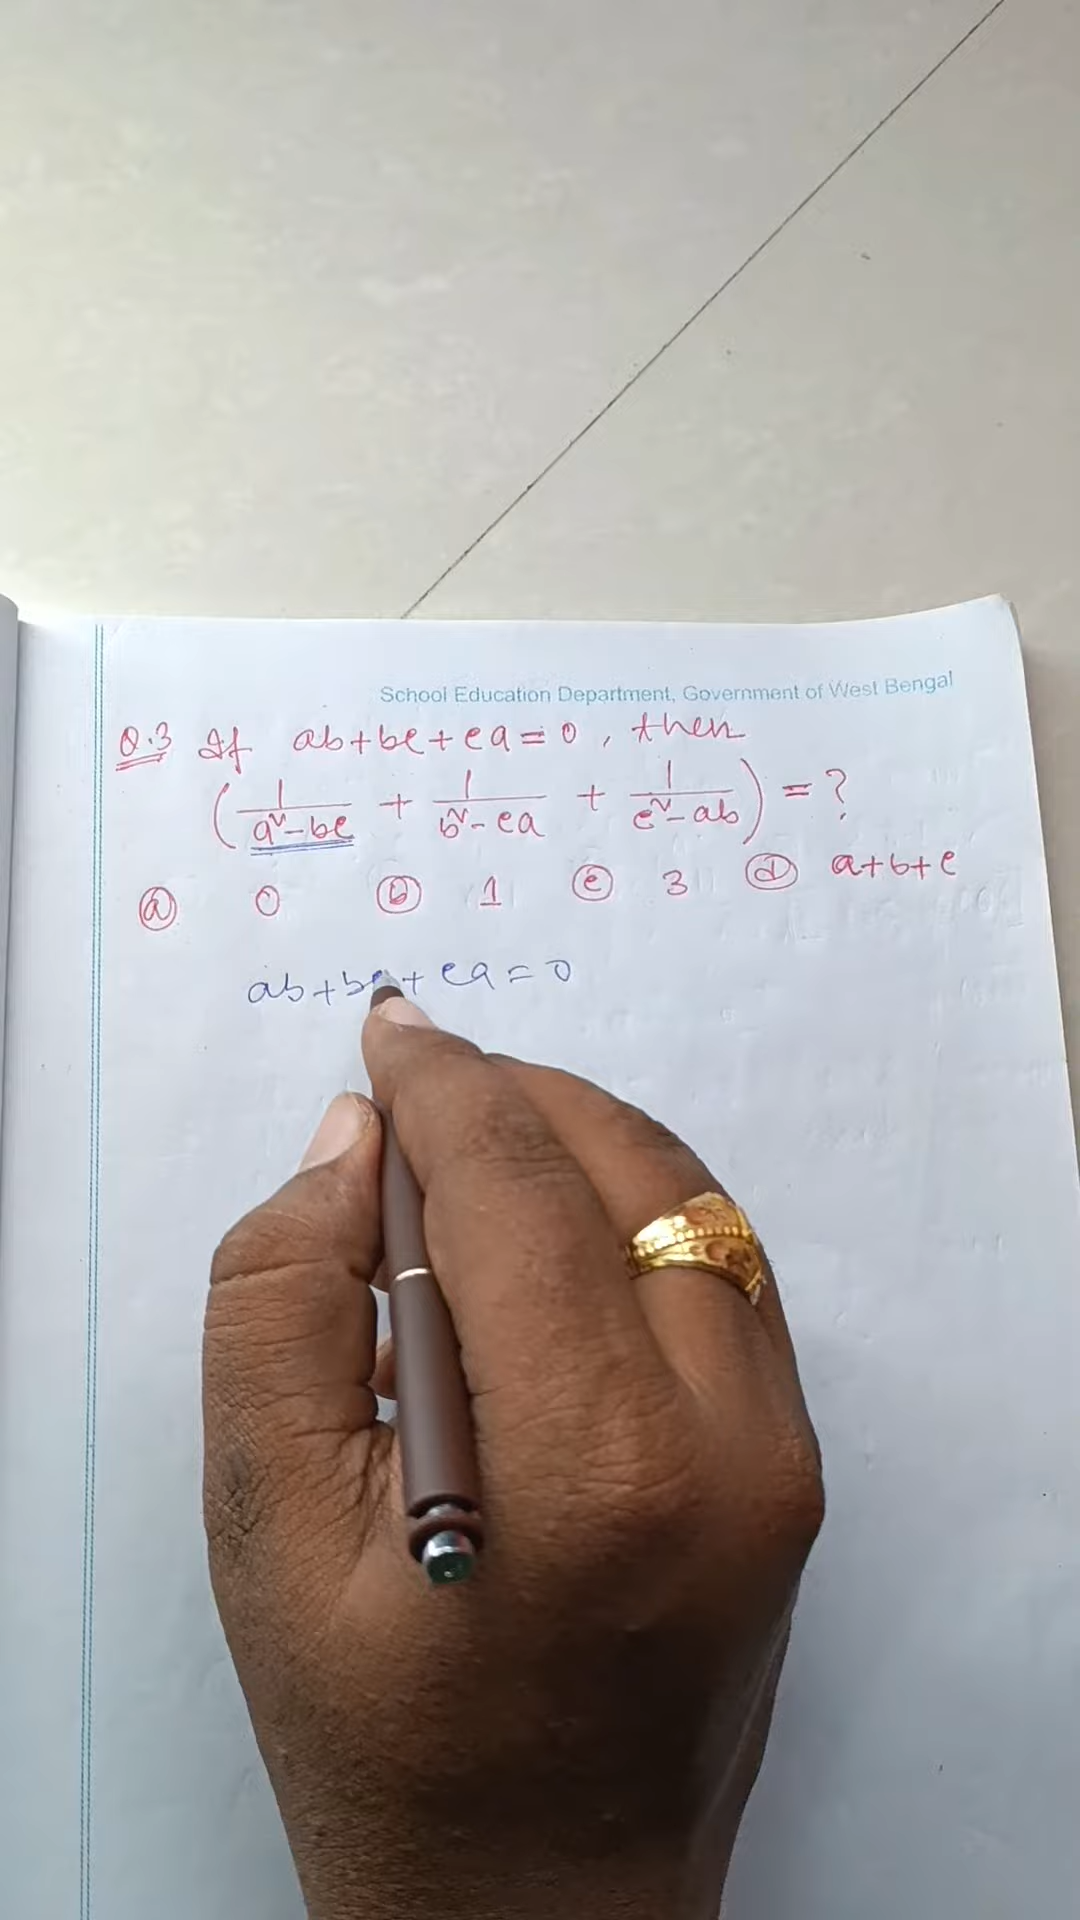 School Education Department, Government of West Bengal
Q.3 If ab+bc+ca=0, then
(1/(a²-bc) + 1/(b²-ca) + 1/(c²-ab)) = ?
ⓐ 0 ⓑ 1 ⓒ 3 ⓓ a+b+c
ab+bc+ca=0